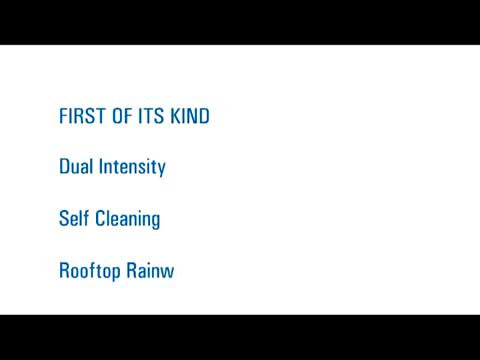 FIRST OF ITS KIND
Dual Intensity
Self Cleaning
Rooftop Rainw